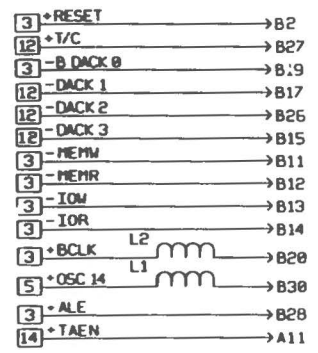 3 +RESET B2
12 +T/C B27
3 -B DACK 0 B19
12 -DACK 1 B17
12 -DACK 2 B26
12 -DACK 3 B15
3 -MEMW B11
3 -MEMR B12
3 -IOW B13
3 -IOR B14
3 +BCLK L2 B20
5 +OSC 14 L1 B30
3 +ALE B28
14 +TAEN A11